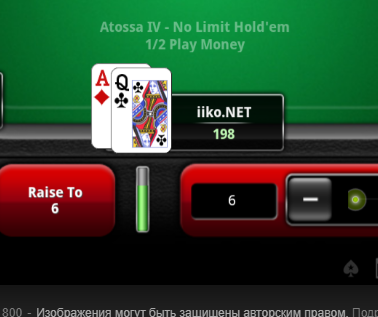 Atossa IV - No Limit Hold'em
1/2 Play Money
A Q
iiko.NET
198
Raise To
6
6
800 - Изображения могут быть защищены авторским правом.